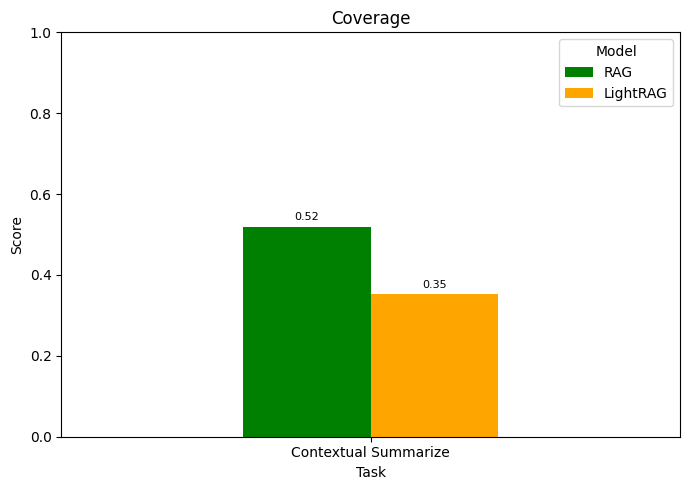 Coverage
1.0
0.8
0.6
0.4
0.2
0.0
Score
Model
RAG
LightRAG
0.52
0.35
Contextual Summarize
Task